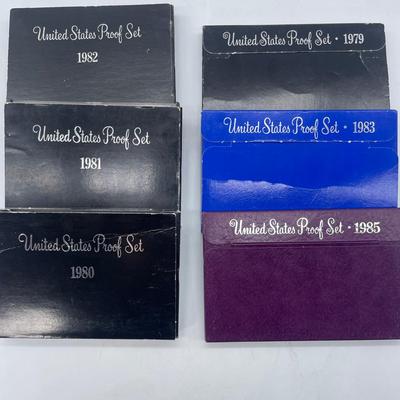 United States Proof Set
1982
United States Proof Set
1981
United States Proof Set
1980
United States Proof Set · 1979
United States Proof Set · 1983
United States Proof Set · 1985